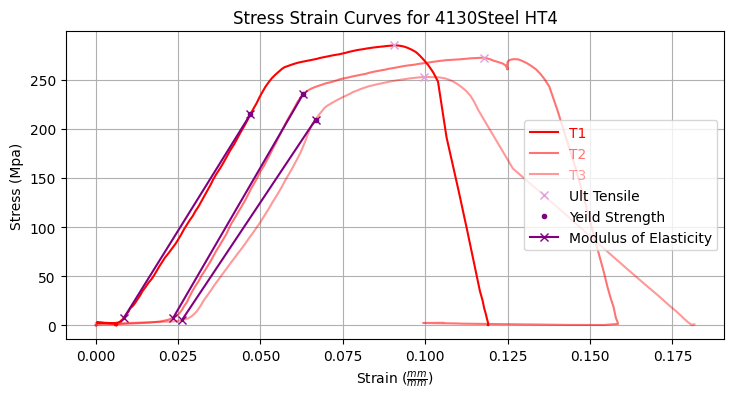 Stress Strain Curves for 4130Steel HT4
Stress (Mpa)
250
200
150
100
50
0
0.000 0.025 0.050 0.075 0.100 0.125 0.150 0.175
Strain (mm/mm)
T1
T2
T3
Ult Tensile
Yeild Strength
Modulus of Elasticity